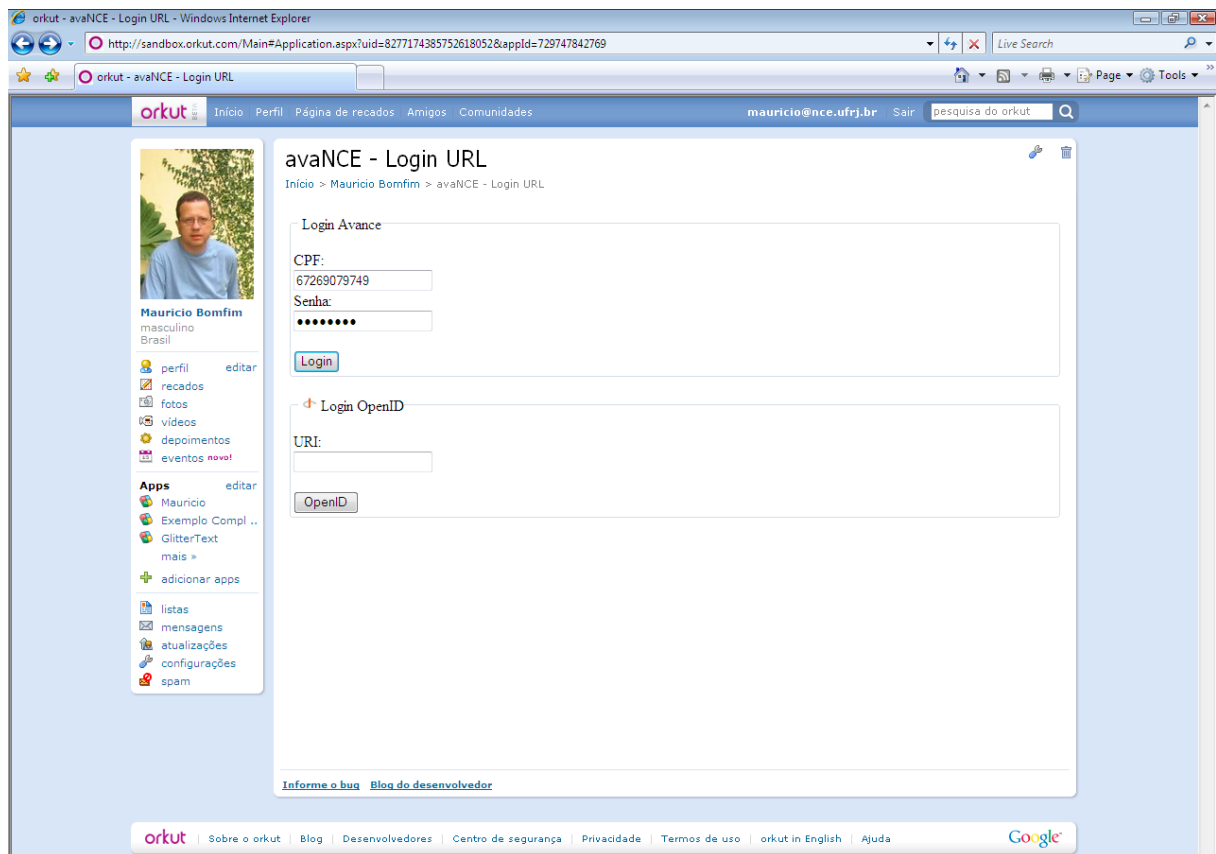 orkut - avaNCE - Login URL - Windows Internet Explorer
http://sandbox.orkut.com/Main#Application.aspx?uid=8277174385752618052&appId=729747842769
Live Search
orkut - avaNCE - Login URL
Page Tools
orkut Início Perfil Página de recados Amigos Comunidades mauricio@nce.ufrj.br Sair pesquisa do orkut
avaNCE - Login URL
Início > Mauricio Bomfim > avaNCE - Login URL
Login Avance
CPF:
67269079749
Senha:
••••••••
Login
Login OpenID
URI:
OpenID
Mauricio Bomfim
masculino
Brasil
perfil editar
recados
fotos
vídeos
depoimentos
eventos novo!
Apps editar
Mauricio
Exemplo Compl ..
GlitterText
mais »
adicionar apps
listas
mensagens
atualizações
configurações
spam
Informe o bug Blog do desenvolvedor
orkut | Sobre o orkut | Blog | Desenvolvedores | Centro de segurança | Privacidade | Termos de uso | orkut in English | Ajuda Google